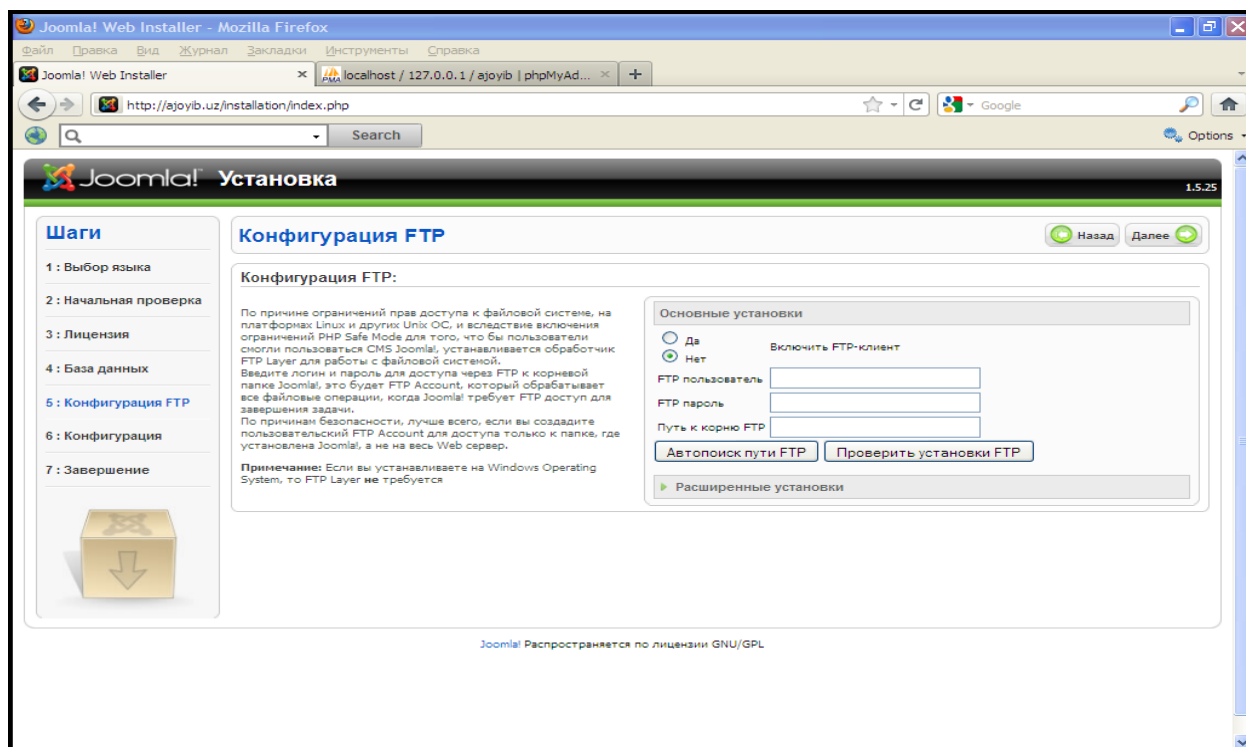 Joomla! Web Installer - Mozilla Firefox
Файл Правка Вид Журнал Закладки Инструменты Справка
Joomla! Web Installer
localhost / 127.0.0.1 / ajoyib | phpMyAd...
http://ajoyib.uz/installation/index.php
Google
Search
Options
Joomla! Установка
1.5.25
Шаги
1 : Выбор языка
2 : Начальная проверка
3 : Лицензия
4 : База данных
5 : Конфигурация FTP
6 : Конфигурация
7 : Завершение
Конфигурация FTP
Назад
Далее
Конфигурация FTP:
По причине ограничений прав доступа к файловой системе, на
платформах Linux и других Unix ОС, и вследствие включения
ограничений PHP Safe Mode для того, что бы пользователи
смогли пользоваться CMS Joomla!, устанавливается обработчик
FTP Layer для работы с файловой системой.
Введите логин и пароль для доступа через FTP к корневой
папке Joomla!, это будет FTP Account, который обрабатывает
все файловые операции, когда Joomla! требует FTP доступ для
завершения задачи.
По причинам безопасности, лучше всего, если вы создадите
пользовательский FTP Account для доступа только к папке, где
установлена Joomla!, а не на весь Web сервер.
Примечание: Если вы устанавливаете на Windows Operating
System, то FTP Layer не требуется
Основные установки
Да
Нет
Включить FTP-клиент
FTP пользователь
FTP пароль
Путь к корню FTP
Автопоиск пути FTP
Проверить установки FTP
Расширенные установки
Joomla! Распространяется по лицензии GNU/GPL